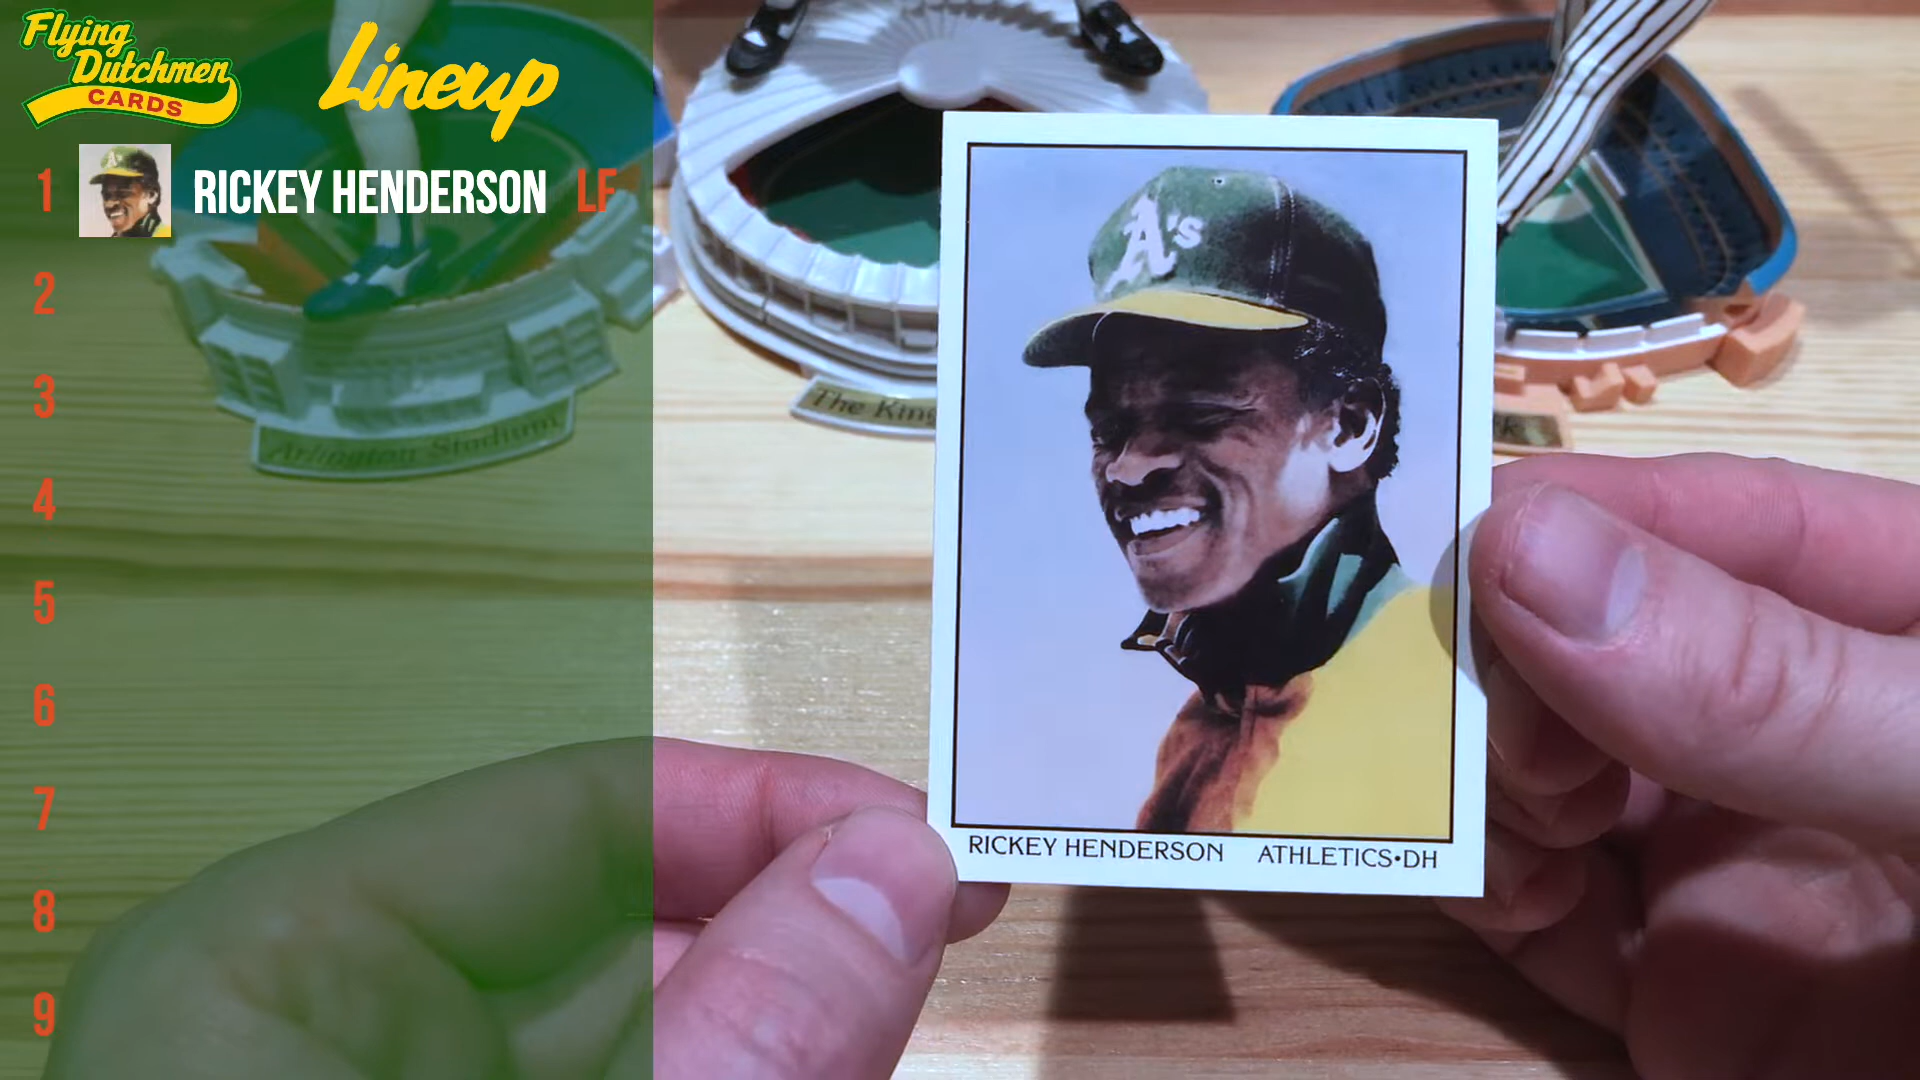 Flying
Dutchmen
CARDS
Lineup
1 RICKEY HENDERSON LF
2
3
4
5
6
7
8
9
Arlington Stadium
The King
A's
A's
RICKEY HENDERSON ATHLETICS•DH